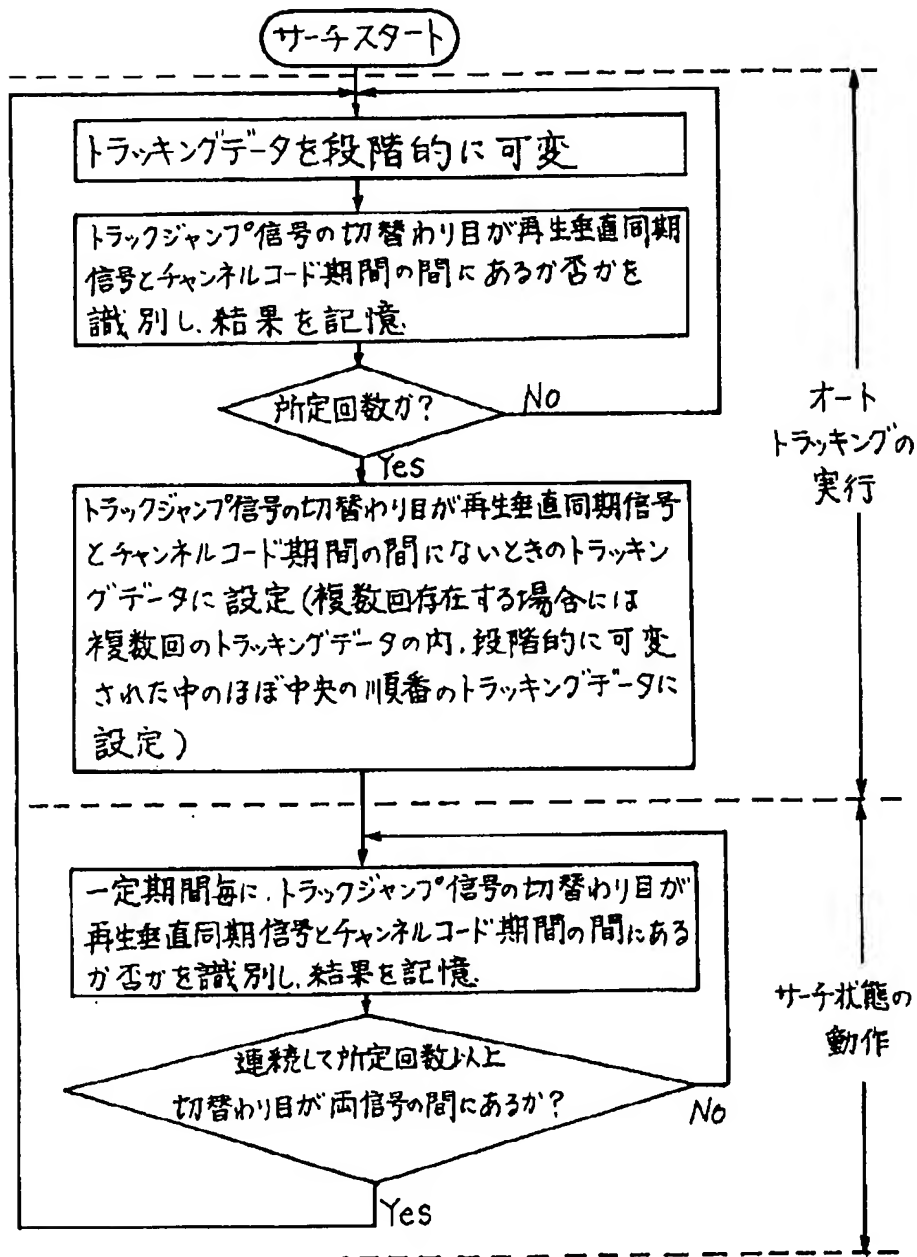 サーチスタート
トラッキングデータを段階的に可変
トラックジャンプ信号の切替わり目が再生垂直同期
信号とチャンネルコード期間の間にあるか否かを
識別し、結果を記憶
所定回数か?
No
Yes
トラックジャンプ信号の切替わり目が再生垂直同期信号
とチャンネルコード期間の間にないときのトラッキン
グデータに設定(複数回存在する場合には
複数回のトラッキングデータの内、段階的に可変
された中のほぼ中央の順番のトラッキングデータに
設定)
オート
トラッキングの
実行
一定期間毎に、トラックジャンプ信号の切替わり目が
再生垂直同期信号とチャンネルコード期間の間にある
か否かを識別し、結果を記憶
連続して所定回数以上
切替わり目が両信号の間にあるか?
No
Yes
サーチ状態の
動作